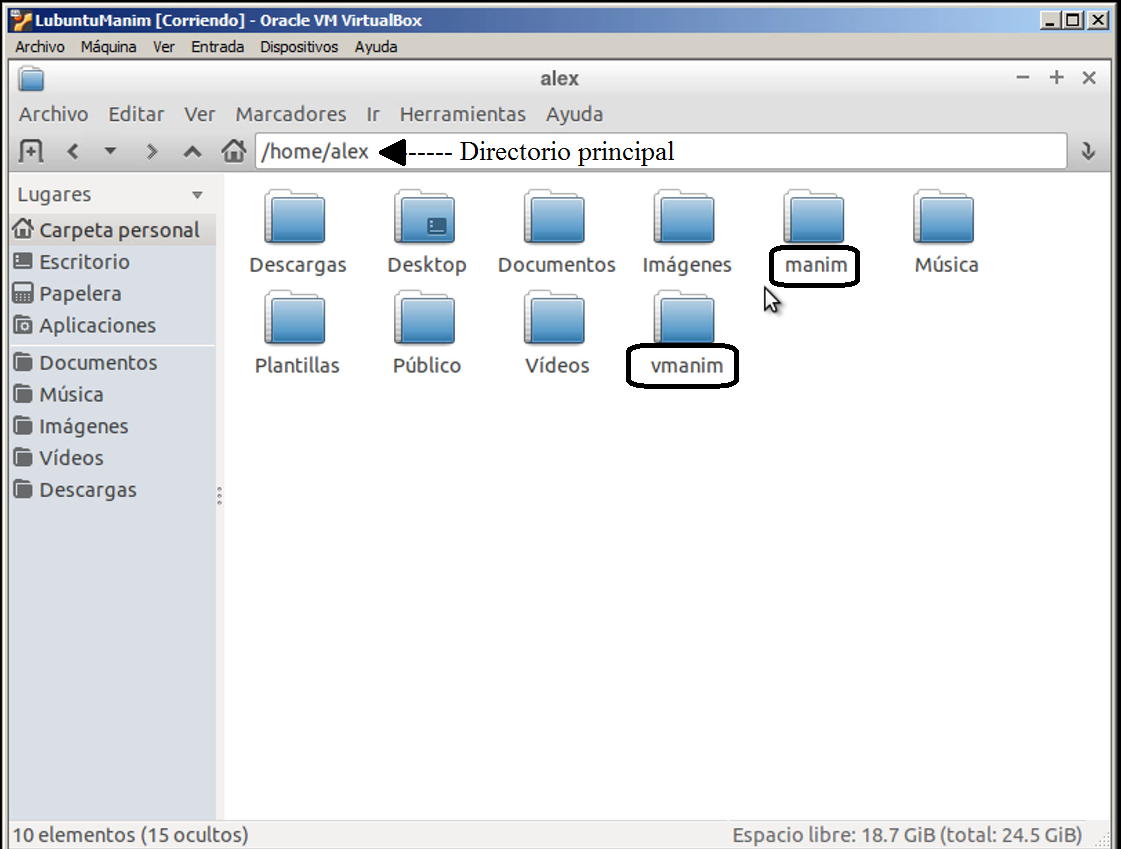 LubuntuManim [Corriendo] - Oracle VM VirtualBox
Archivo Máquina Ver Entrada Dispositivos Ayuda
alex
Archivo Editar Ver Marcadores Ir Herramientas Ayuda
/home/alex ------ Directorio principal
Lugares
Carpeta personal
Escritorio
Papelera
Aplicaciones
Documentos
Música
Imágenes
Vídeos
Descargas
Descargas Desktop Documentos Imágenes manim Música
Plantillas Público Vídeos vmanim
10 elementos (15 ocultos) Espacio libre: 18.7 GiB (total: 24.5 GiB)